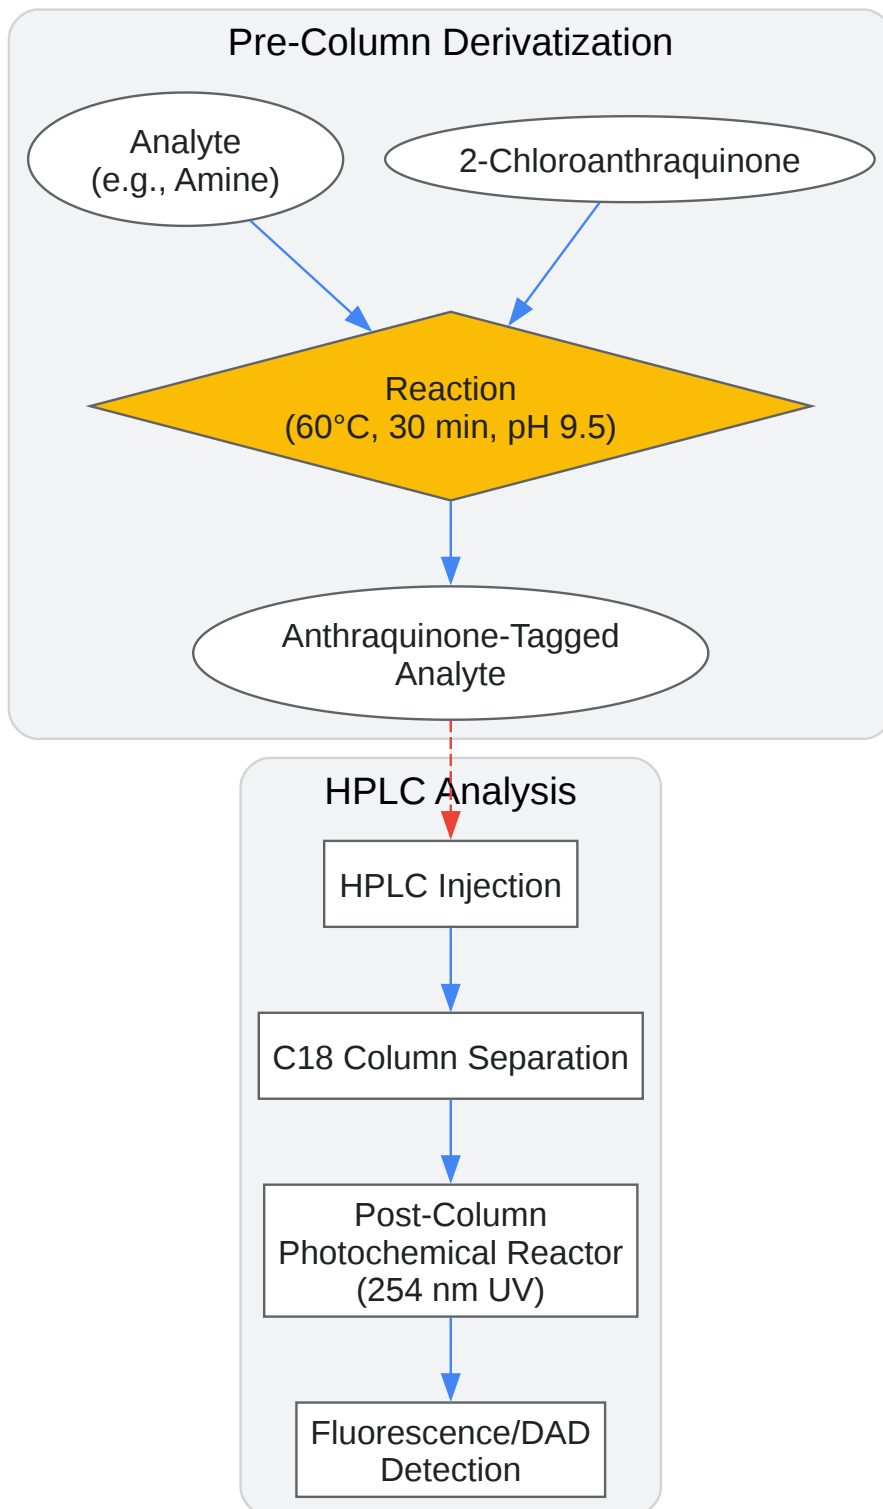 Pre-Column Derivatization
Analyte
(e.g., Amine)
2-Chloroanthraquinone
Reaction
(60°C, 30 min, pH 9.5)
Anthraquinone-Tagged
Analyte
HPLC Analysis
HPLC Injection
C18 Column Separation
Post-Column
Photochemical Reactor
(254 nm UV)
Fluorescence/DAD
Detection